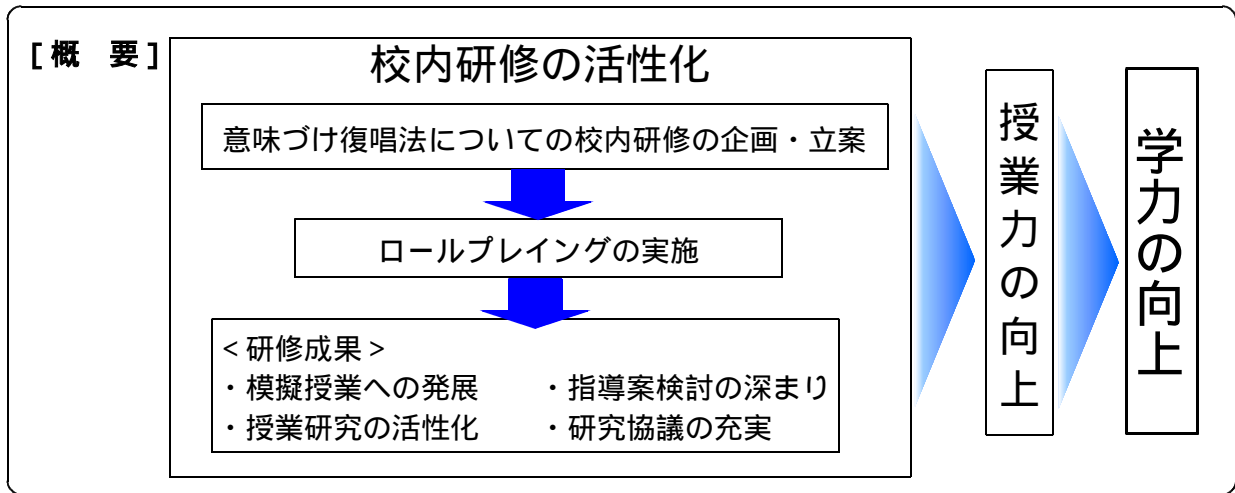 [概 要]
校内研修の活性化
意味づけ復唱法についての校内研修の企画・立案
ロールプレイングの実施
<研修成果>
・模擬授業への発展 ・指導案検討の深まり
・授業研究の活性化 ・研究協議の充実
授業力の向上
学力の向上